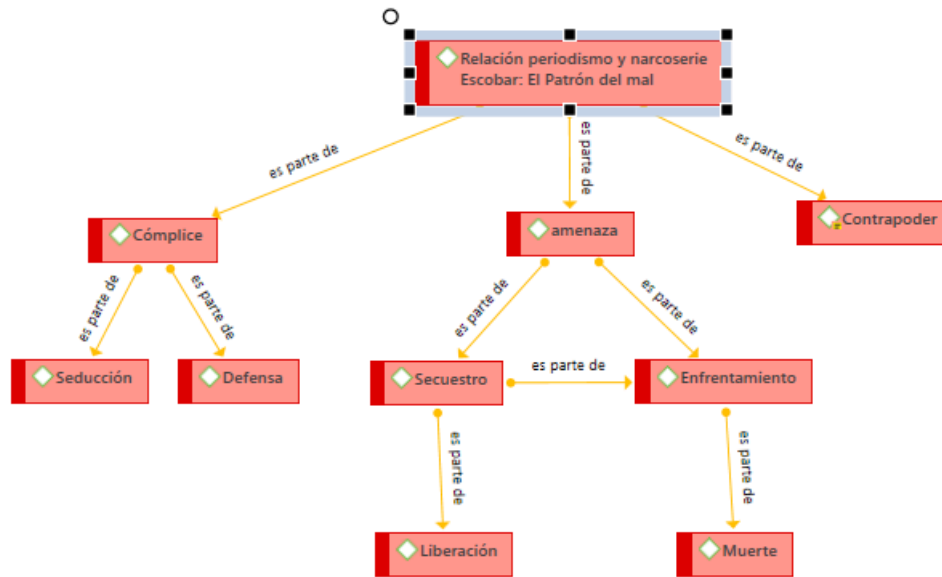 Relación periodismo y narcoserie
Escobar: El Patrón del mal
es parte de
es parte de
es parte de
Cómplice
amenaza
Contrapoder
es parte de
es parte de
es parte de
es parte de
Seducción
Defensa
Secuestro
es parte de
Enfrentamiento
es parte de
es parte de
Liberación
Muerte